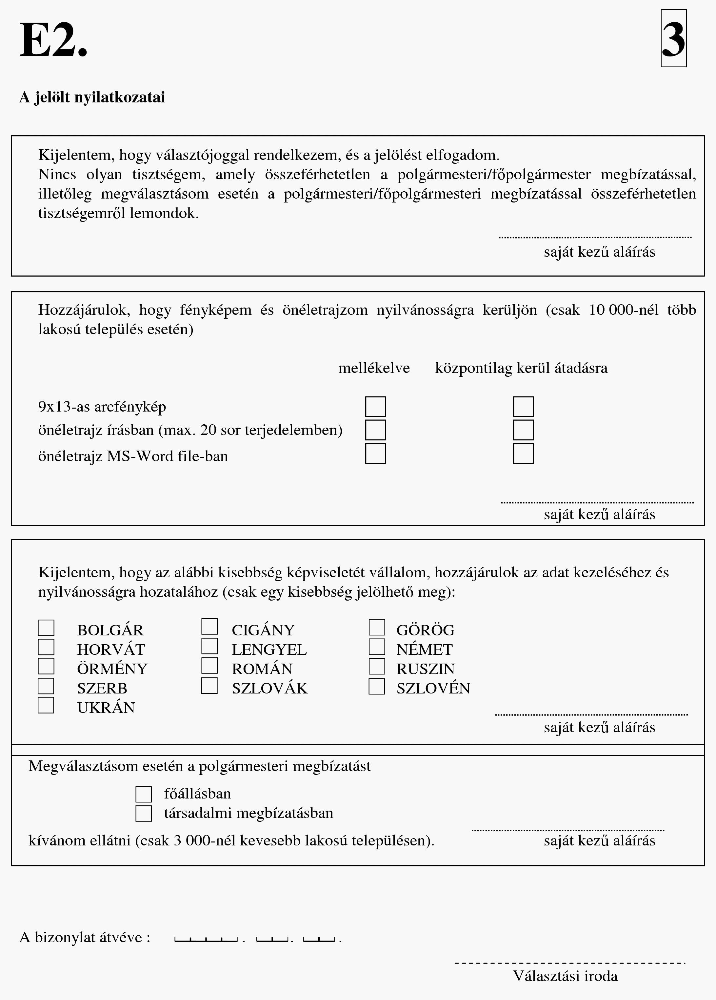 E2.
3
A jelölt nyilatkozatai
Kijelentem, hogy választójoggal rendelkezem, és a jelölést elfogadom.
Nincs olyan tisztségem, amely összeférhetetlen a polgármesteri/főpolgármester megbízatással,
illetőleg megválasztásom esetén a polgármesteri/főpolgármesteri megbízatással összeférhetetlen
tisztségemről lemondok.
saját kezű aláírás
Hozzájárulok, hogy fényképem és önéletrajzom nyilvánosságra kerüljön (csak 10 000-nél több
lakosú település esetén)
mellékelve központilag kerül átadásra
9x13-as arcfénykép
önéletrajz írásban (max. 20 sor terjedelemben)
önéletrajz MS-Word file-ban
saját kezű aláírás
Kijelentem, hogy az alábbi kisebbség képviseletét vállalom, hozzájárulok az adat kezeléséhez és
nyilvánosságra hozatalához (csak egy kisebbség jelölhető meg):
BOLGÁR CIGÁNY GÖRÖG
HORVÁT LENGYEL NÉMET
ÖRMÉNY ROMÁN RUSZIN
SZERB SZLOVÁK SZLOVÉN
UKRÁN
saját kezű aláírás
Megválasztásom esetén a polgármesteri megbízatást
főállásban
társadalmi megbízatásban
kívánom ellátni (csak 3 000-nél kevesebb lakosú településen). saját kezű aláírás
A bizonylat átvéve : . . .
Választási iroda